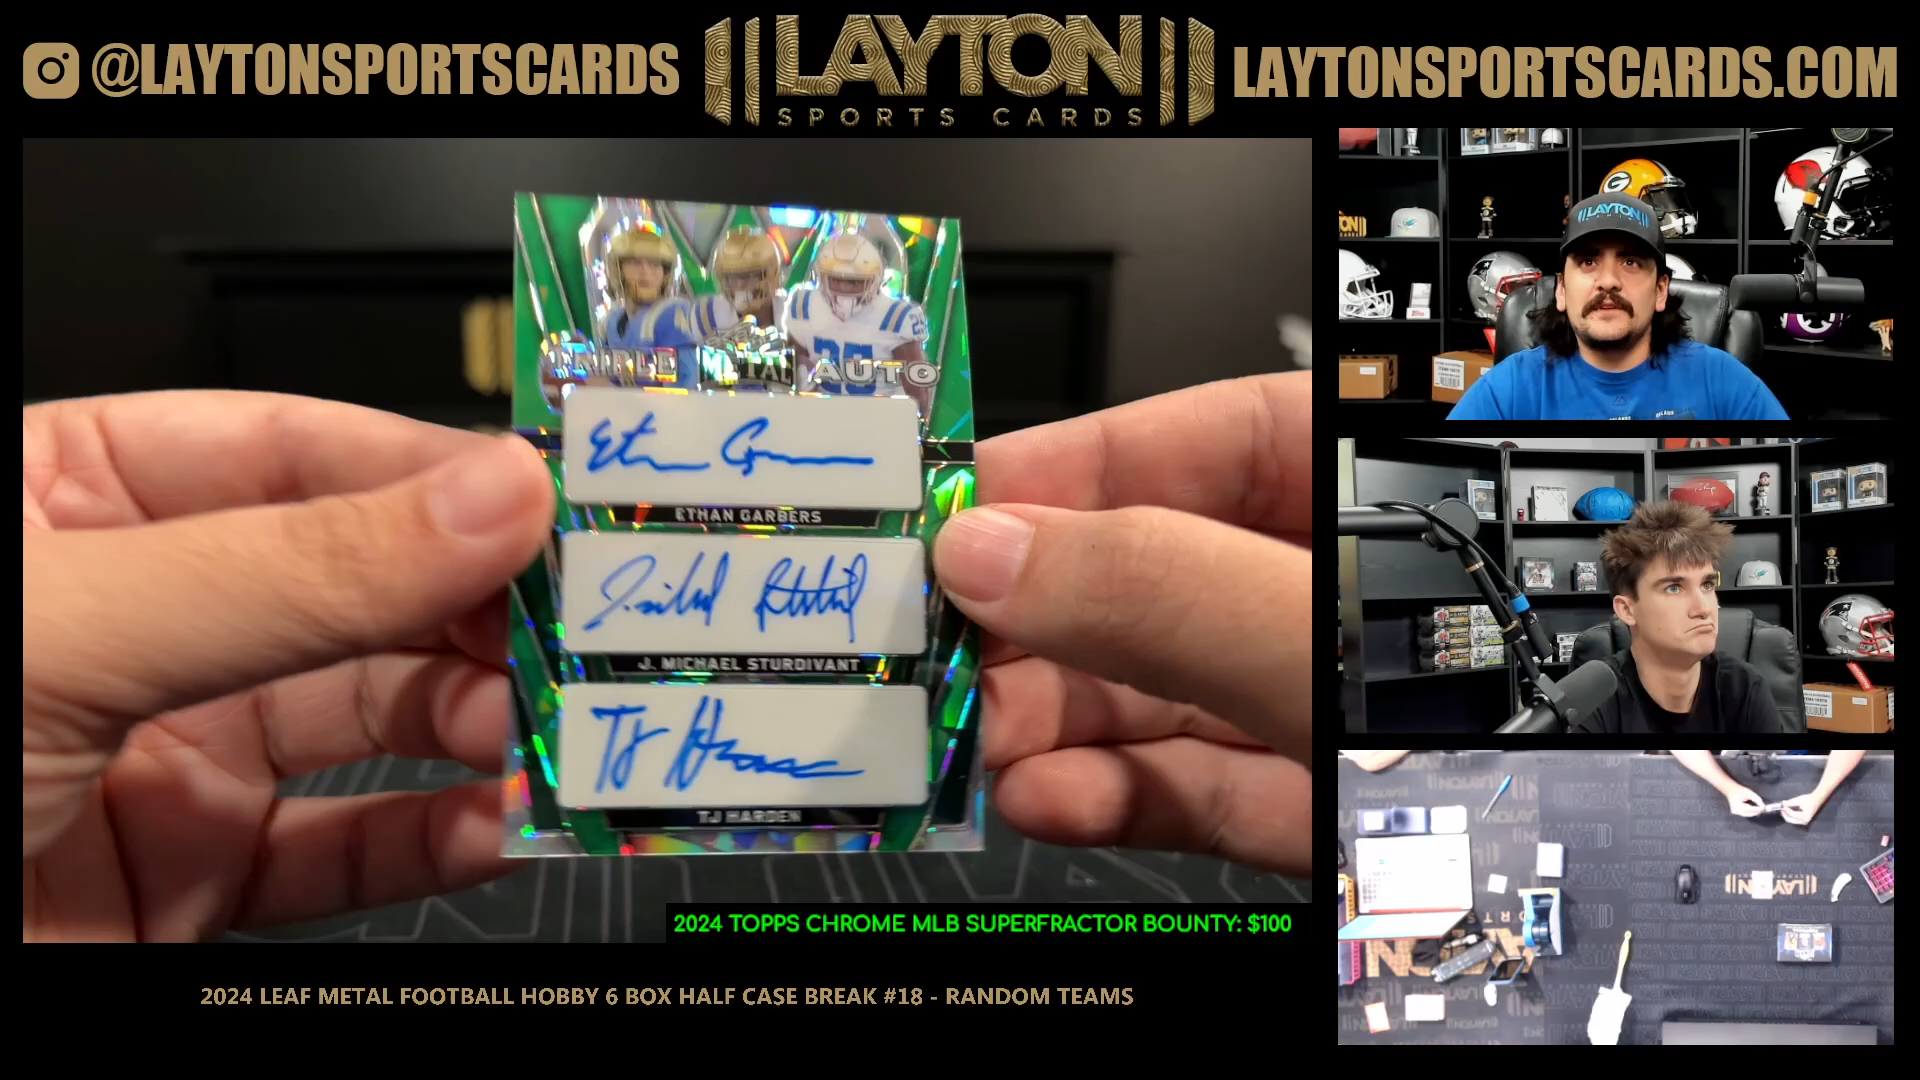 @LAYTONSPORTSCARDS
LAYTON
SPORTS CARDS
LAYTONSPORTSCARDS.COM
TRIPLE METAL AUTO
ETHAN GARBERS
J. MICHAEL STURDIVANT
TJ HARDEN
2024 TOPPS CHROME MLB SUPERFRACTOR BOUNTY: $100
2024 LEAF METAL FOOTBALL HOBBY 6 BOX HALF CASE BREAK #18 - RANDOM TEAMS
LAYTON